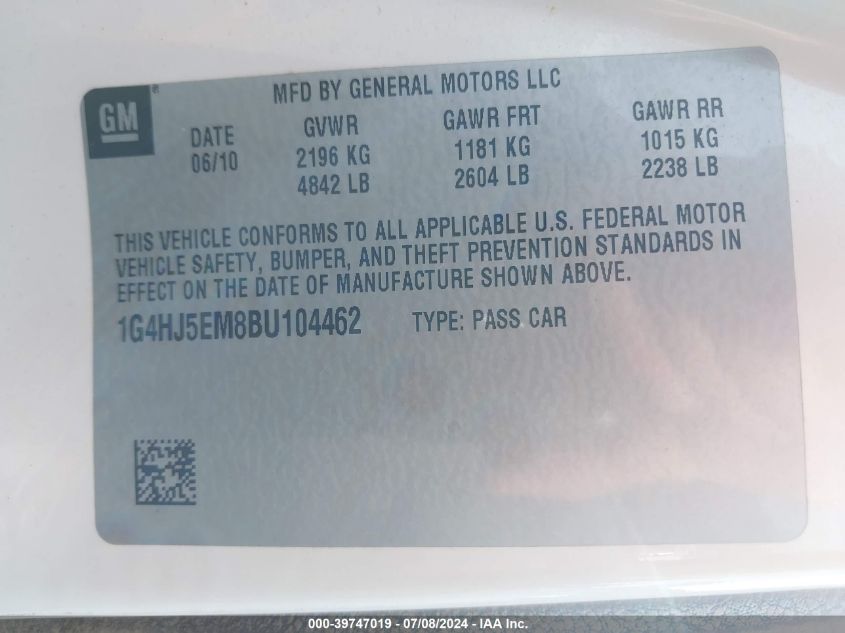 MFD BY GENERAL MOTORS LLC
GM
DATE GVWR GAWR FRT GAWR RR
06/10 2196 KG 1181 KG 1015 KG
4842 LB 2604 LB 2238 LB
THIS VEHICLE CONFORMS TO ALL APPLICABLE U.S. FEDERAL MOTOR
VEHICLE SAFETY, BUMPER, AND THEFT PREVENTION STANDARDS IN
EFFECT ON THE DATE OF MANUFACTURE SHOWN ABOVE.
1G4HJ5EM8BU104462 TYPE: PASS CAR
000-39747019 - 07/08/2024 - IAA Inc.